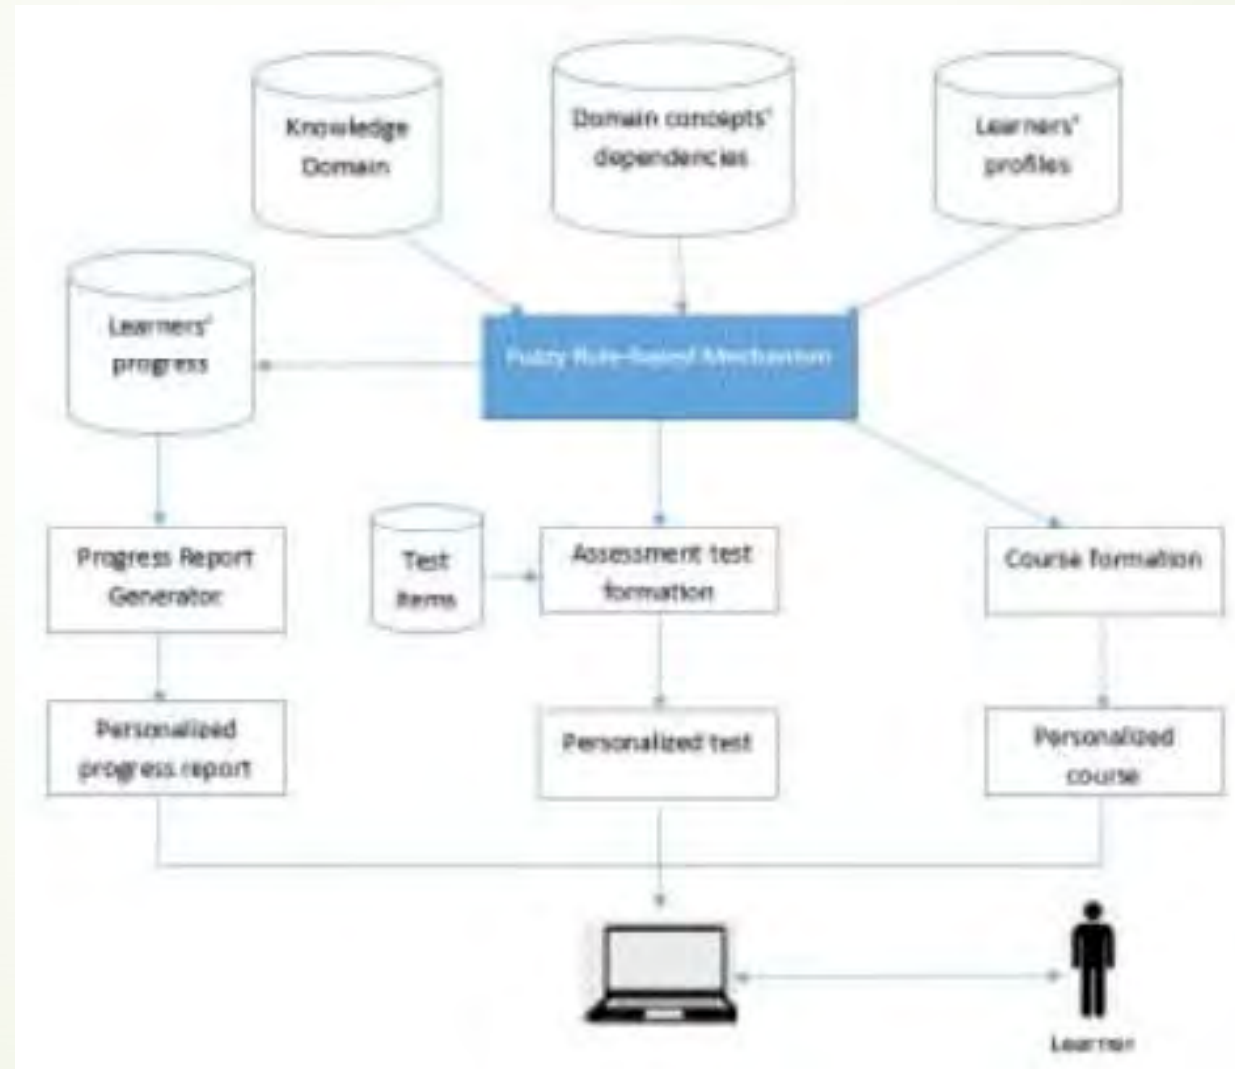 Knowledge
Domain
Domain concepts'
dependencies
Learners'
profiles
Learners'
progress
Fuzzy Rule-based Mechanism
Progress Report
Generator
Test
Items
Assessment test
formation
Course formation
Personalized
progress report
Personalized test
Personalized
course
Learner